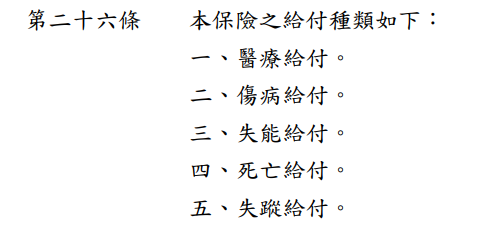 第二十六條 本保險之給付種類如下：
一、醫療給付。
二、傷病給付。
三、失能給付。
四、死亡給付。
五、失蹤給付。